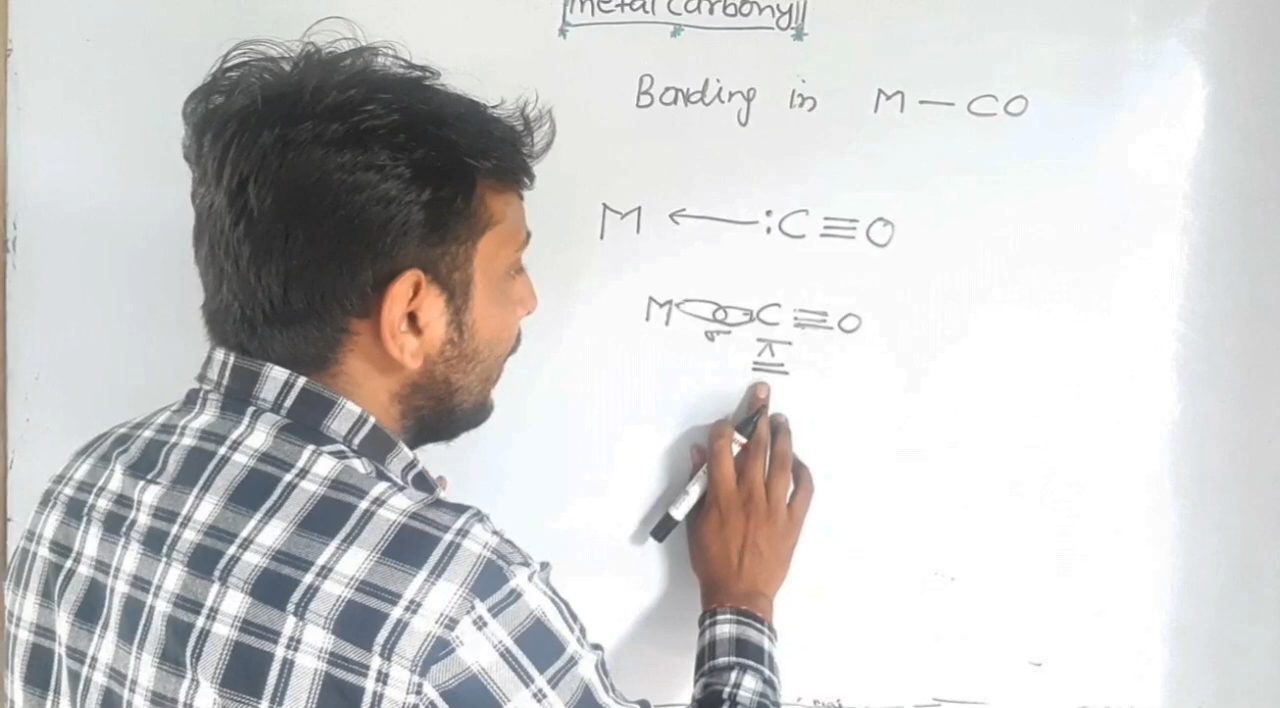 Metal Carbonyl
Bonding in M — CO
M ← :C≡O
M C≡O
σ
π